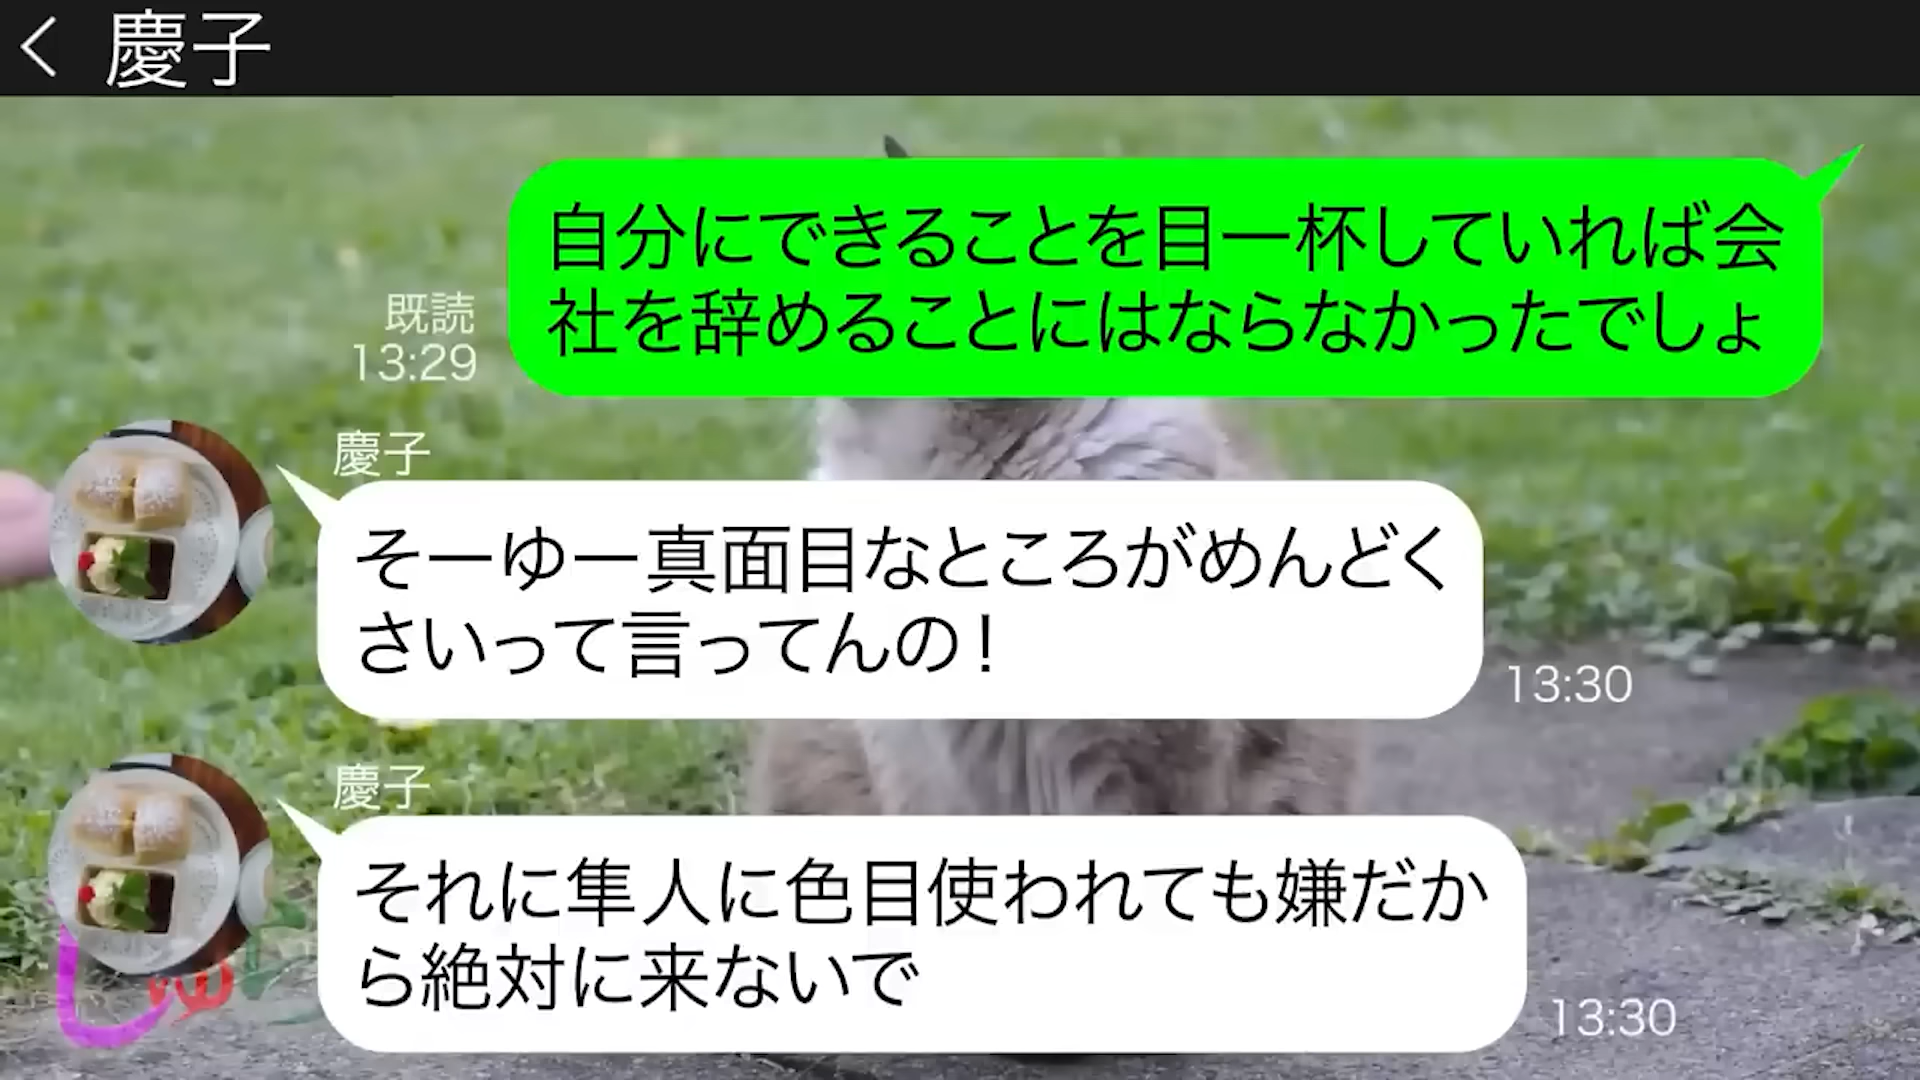 慶子
自分にできることを目一杯していれば会
社を辞めることにはならなかったでしょ
既読
13:29
慶子
そーゆー真面目なところがめんどく
さいって言ってんの！
13:30
慶子
それに隼人に色目使われても嫌だか
ら絶対に来ないで
13:30